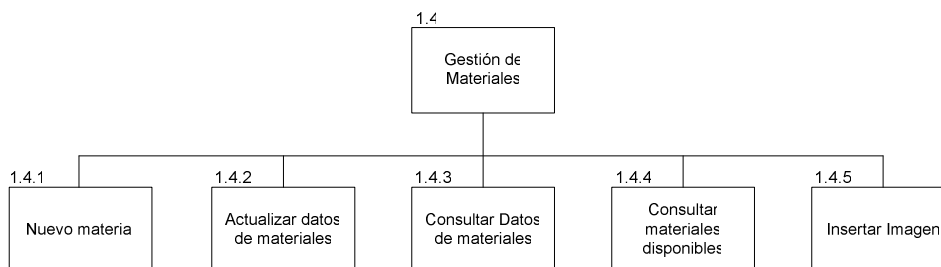 1.4
Gestión de
Materiales
1.4.1
Nuevo materia
1.4.2
Actualizar datos
de materiales
1.4.3
Consultar Datos
de materiales
1.4.4
Consultar
materiales
disponibles
1.4.5
Insertar Imagen